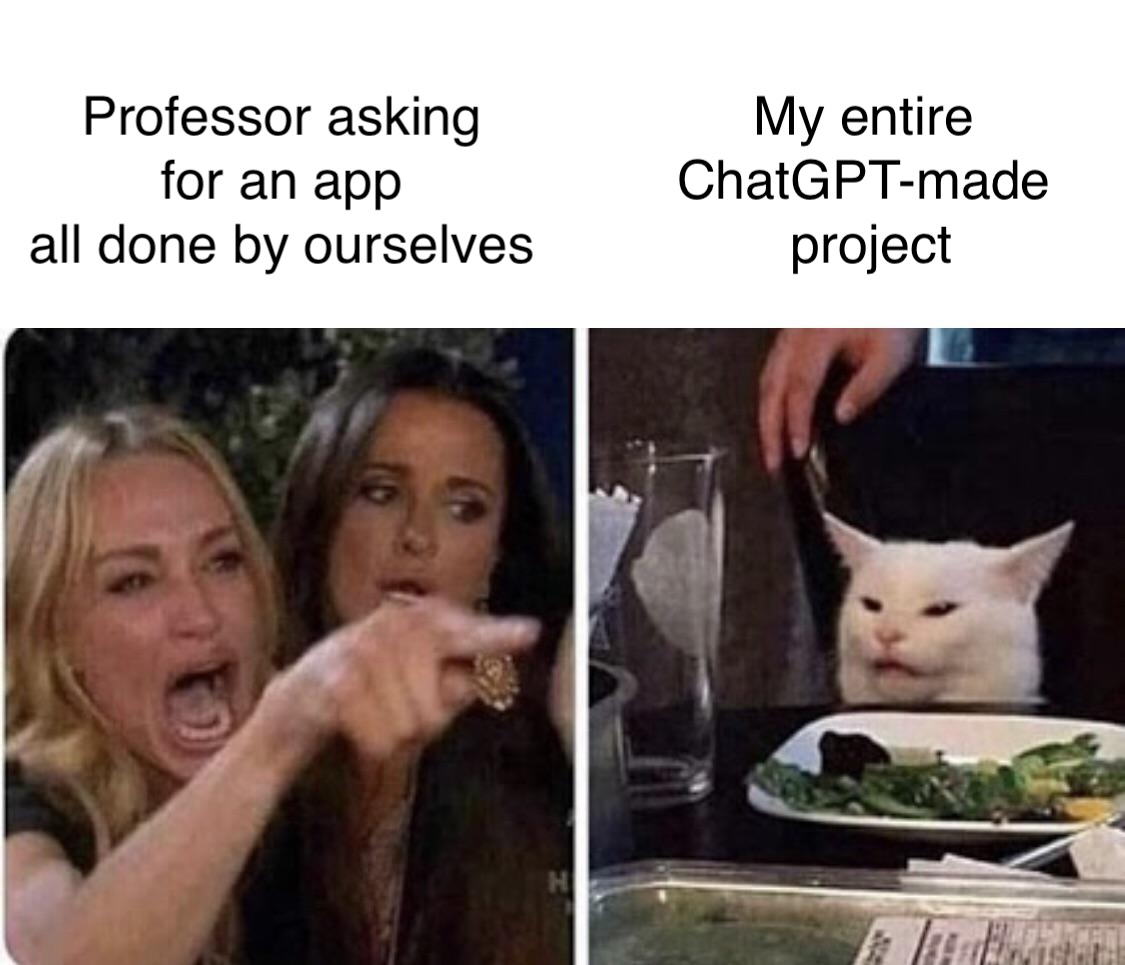 Professor asking
for an app
all done by ourselves
My entire
ChatGPT-made
project
H